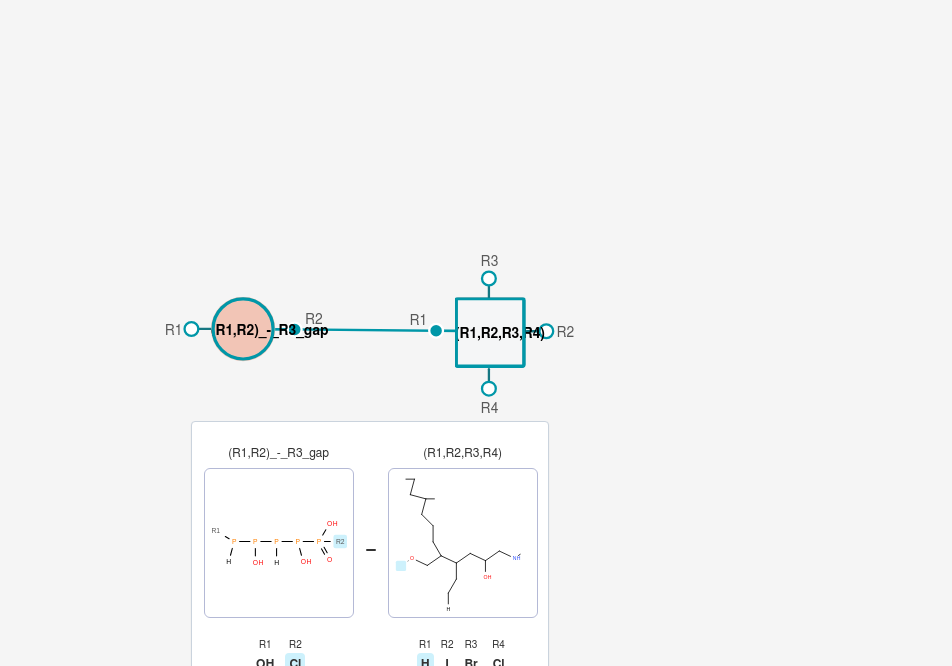 R3
R1 R1,R2)_-_R3_gap R2 R1 (R1,R2,R3,R4) R2
R4
(R1,R2)_-_R3_gap (R1,R2,R3,R4)
R1 P P P P P OH R2
H OH H OH O
–
O OH NH H
R1 R2 R1 R2 R3 R4
OH Cl H I Br Cl